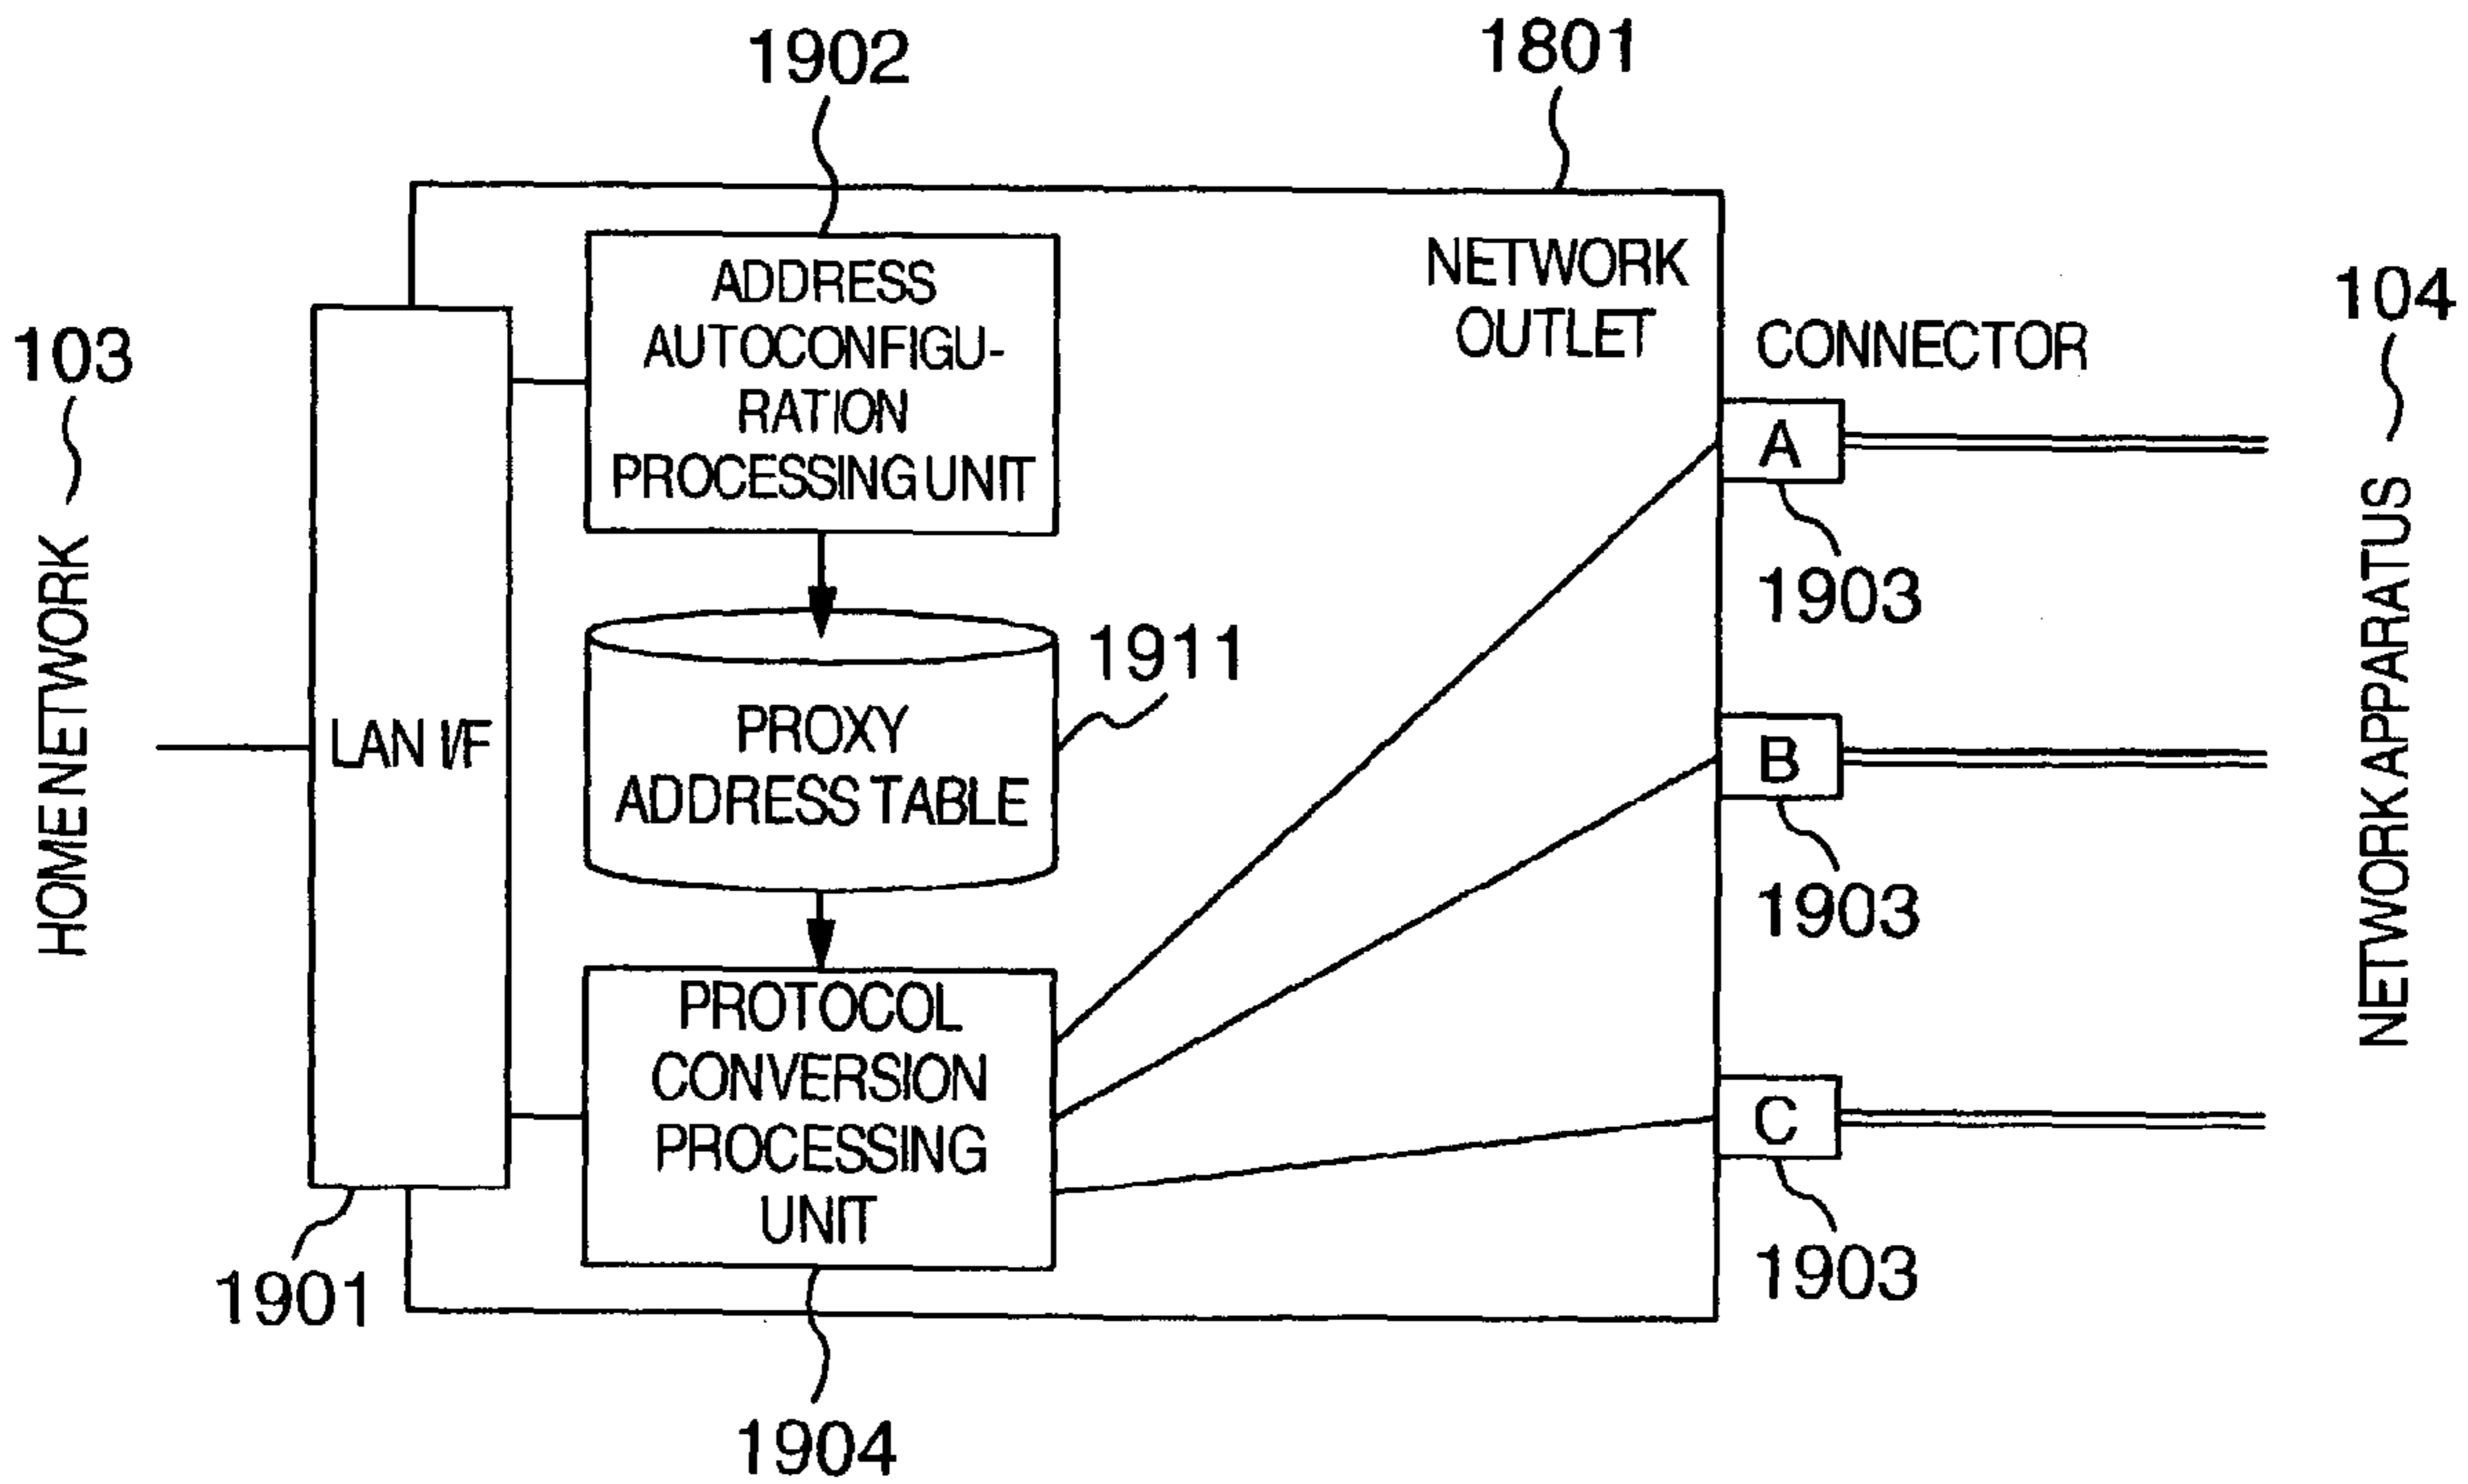 1902
1801
103
HOME NETWORK
LAN I/F
1901
ADDRESS
AUTOCONFIGU-
RATION
PROCESSING UNIT
PROXY
ADDRESS TABLE
1911
PROTOCOL
CONVERSION
PROCESSING
UNIT
1904
NETWORK
OUTLET
CONNECTOR
A
1903
B
1903
C
1903
104
NETWORK APPARATUS